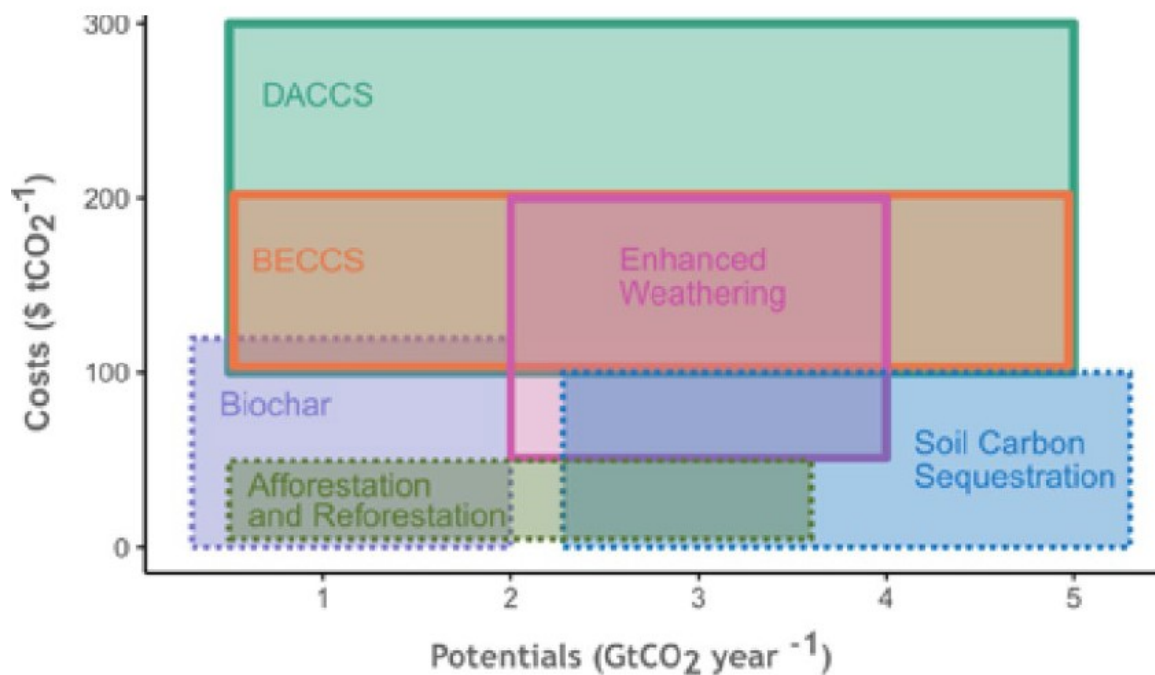 300
DACCS
200
BECCS
Enhanced
Weathering
100
Biochar
Soil Carbon
Sequestration
Afforestation
and Reforestation
0
Costs ($ tCO₂⁻¹)
1 2 3 4 5
Potentials (GtCO₂ year ⁻¹)